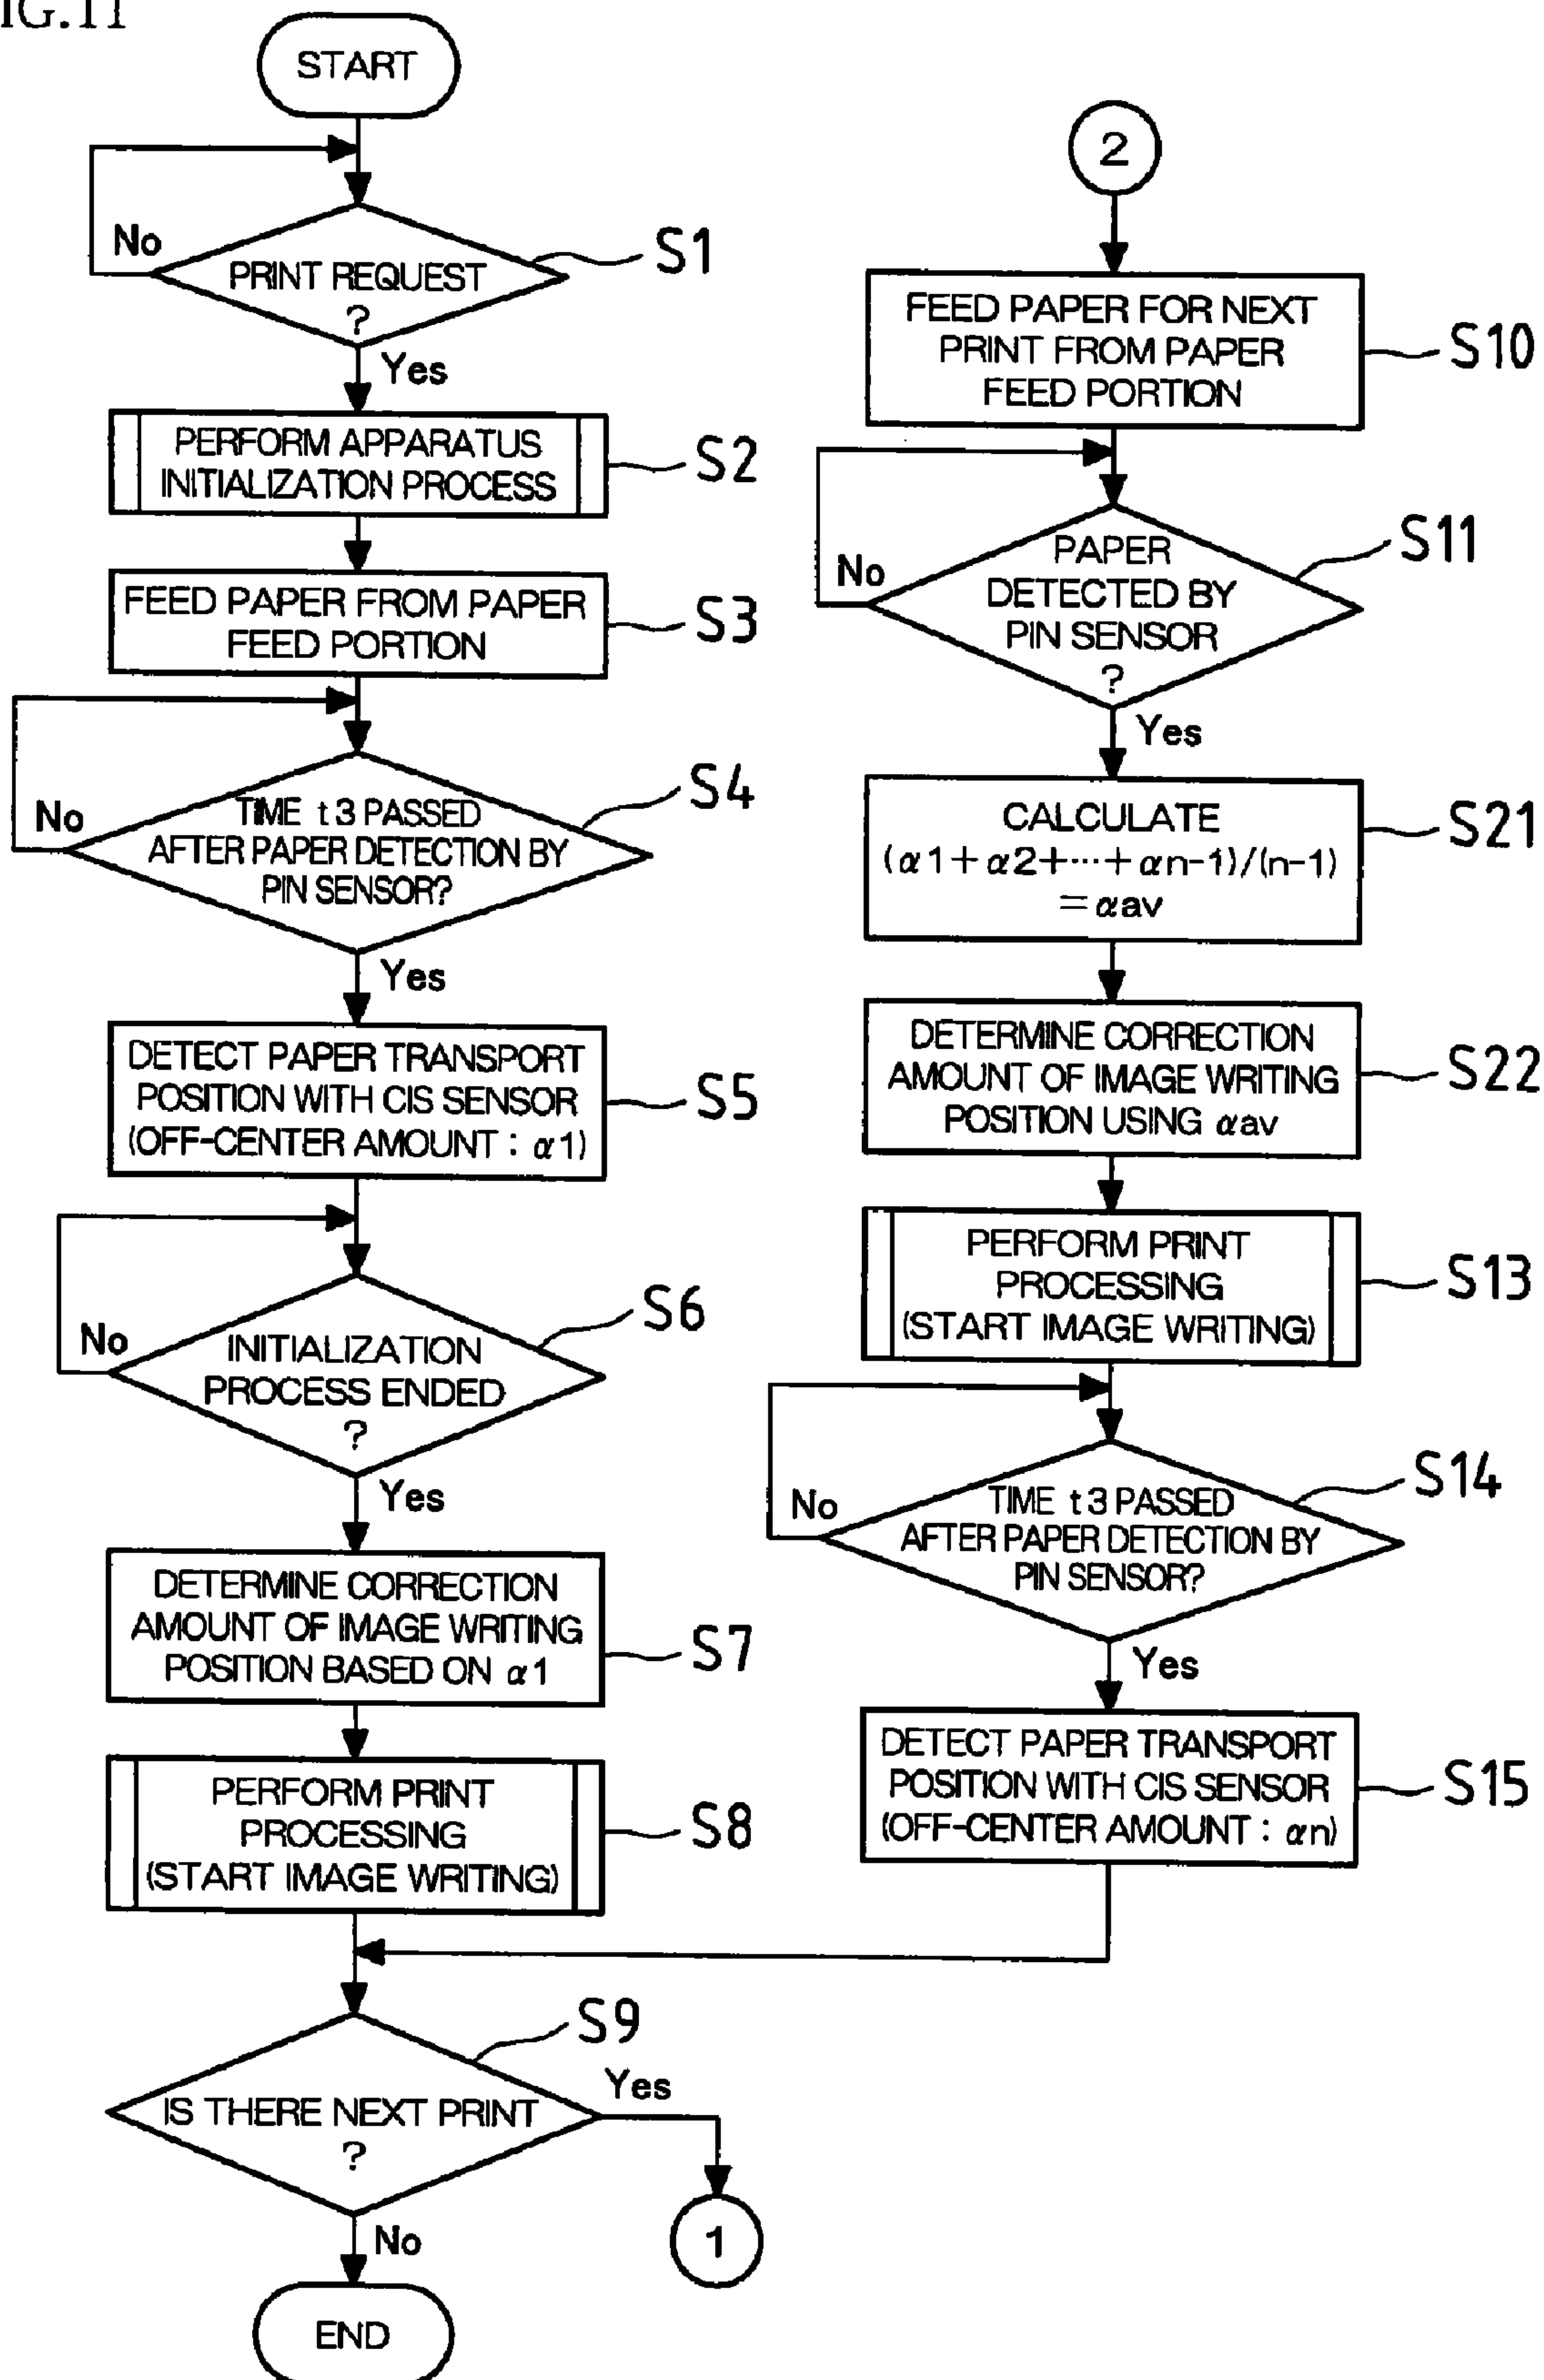 IG.11
START
No
S1
PRINT REQUEST
?
Yes
PERFORM APPARATUS
INITIALIZATION PROCESS
S2
FEED PAPER FROM PAPER
FEED PORTION
S3
No
S4
TIME t3 PASSED
AFTER PAPER DETECTION BY
PIN SENSOR?
Yes
DETECT PAPER TRANSPORT
POSITION WITH CIS SENSOR
(OFF-CENTER AMOUNT : α1)
S5
No
S6
INITIALIZATION
PROCESS ENDED
?
Yes
DETERMINE CORRECTION
AMOUNT OF IMAGE WRITING
POSITION BASED ON α1
S7
PERFORM PRINT
PROCESSING
(START IMAGE WRITING)
S8
S9
Yes
IS THERE NEXT PRINT
?
1
No
END
2
FEED PAPER FOR NEXT
PRINT FROM PAPER
FEED PORTION
S10
No
S11
PAPER
DETECTED BY
PIN SENSOR
?
Yes
CALCULATE
(α1+α2+···+αn-1)/(n-1)
=αav
S21
DETERMINE CORRECTION
AMOUNT OF IMAGE WRITING
POSITION USING αav
S22
PERFORM PRINT
PROCESSING
(START IMAGE WRITING)
S13
No
S14
TIME t3 PASSED
AFTER PAPER DETECTION BY
PIN SENSOR?
Yes
DETECT PAPER TRANSPORT
POSITION WITH CIS SENSOR
(OFF-CENTER AMOUNT : αn)
S15